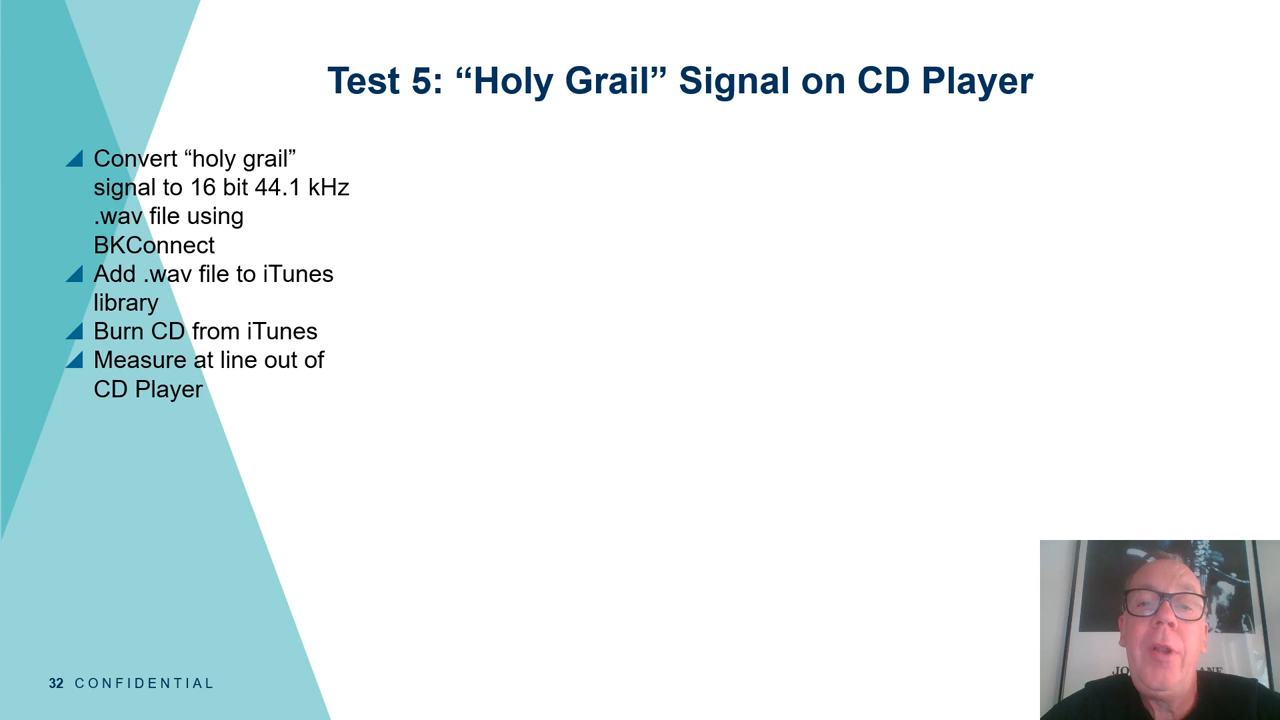 Test 5: “Holy Grail” Signal on CD Player
Convert “holy grail”
signal to 16 bit 44.1 kHz
.wav file using
BKConnect
Add .wav file to iTunes
library
Burn CD from iTunes
Measure at line out of
CD Player
32 CONFIDENTIAL